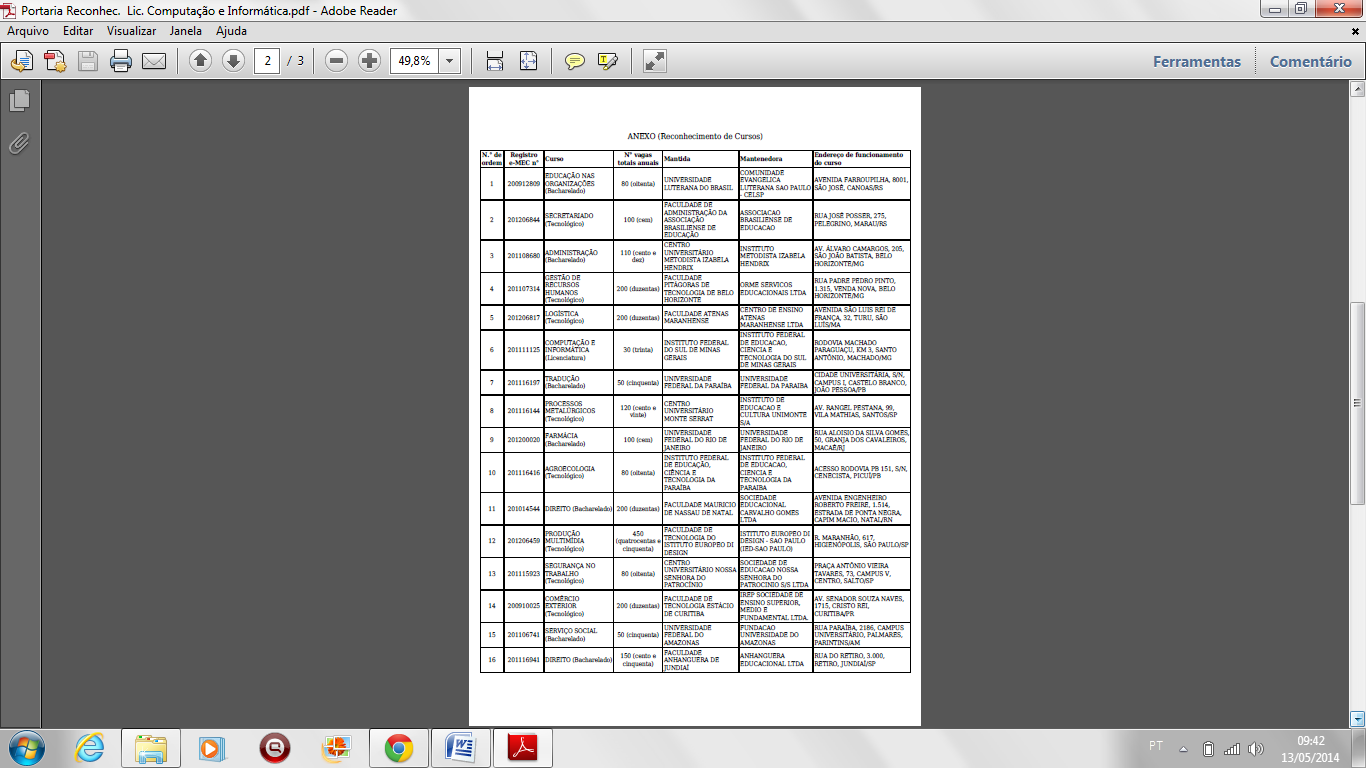 Portaria Reconhec.  Lic. Computação e Informática.pdf - Adobe Reader
Arquivo Editar Visualizar Janela Ajuda
2 / 3 49,8% Ferramentas Comentário
ANEXO (Reconhecimento de Cursos)
N.º de ordem Registro e-MEC nº Curso Nº vagas totais anuais Mantida Mantenedora Endereço de funcionamento do curso
1 200912809 EDUCAÇÃO NAS ORGANIZAÇÕES (Bacharelado) 80 (oitenta) UNIVERSIDADE LUTERANA DO BRASIL COMUNIDADE EVANGELICA LUTERANA SAO PAULO - CELSP AVENIDA FARROUPILHA, 8001, SÃO JOSÉ, CANOAS/RS
2 201206844 SECRETARIADO (Tecnológico) 100 (cem) FACULDADE DE ADMINISTRAÇÃO DA ASSOCIAÇÃO BRASILIENSE DE EDUCAÇÃO ASSOCIACAO BRASILIENSE DE EDUCACAO RUA JOSÉ POSSER, 275, PELEGRINO, MARAU/RS
3 201108680 ADMINISTRAÇÃO (Bacharelado) 110 (cento e dez) CENTRO UNIVERSITÁRIO METODISTA IZABELA HENDRIX INSTITUTO METODISTA IZABELA HENDRIX AV. ÁLVARO CAMARGOS, 205, SÃO JOÃO BATISTA, BELO HORIZONTE/MG
4 201107314 GESTÃO DE RECURSOS HUMANOS (Tecnológico) 200 (duzentas) FACULDADE PITÁGORAS DE TECNOLOGIA DE BELO HORIZONTE ORME SERVICOS EDUCACIONAIS LTDA RUA PADRE PEDRO PINTO, 1.315, VENDA NOVA, BELO HORIZONTE/MG
5 201206817 LOGÍSTICA (Tecnológico) 200 (duzentas) FACULDADE ATENAS MARANHENSE CENTRO DE ENSINO ATENAS MARANHENSE LTDA AVENIDA SÃO LUIS REI DE FRANÇA, 32, TURU, SÃO LUÍS/MA
6 201111125 COMPUTAÇÃO E INFORMÁTICA (Licenciatura) 30 (trinta) INSTITUTO FEDERAL DO SUL DE MINAS GERAIS INSTITUTO FEDERAL DE EDUCACAO, CIENCIA E TECNOLOGIA DO SUL DE MINAS GERAIS RODOVIA MACHADO PARAGUAÇU, KM 3, SANTO ANTÔNIO, MACHADO/MG
7 201116197 TRADUÇÃO (Bacharelado) 50 (cinquenta) UNIVERSIDADE FEDERAL DA PARAÍBA UNIVERSIDADE FEDERAL DA PARAIBA CIDADE UNIVERSITÁRIA, S/N, CAMPUS I, CASTELO BRANCO, JOÃO PESSOA/PB
8 201116144 PROCESSOS METALÚRGICOS (Tecnológico) 120 (cento e vinte) CENTRO UNIVERSITÁRIO MONTE SERRAT INSTITUTO DE EDUCACAO E CULTURA UNIMONTE S/A AV. RANGEL PESTANA, 99, VILA MATHIAS, SANTOS/SP
9 201200020 FARMÁCIA (Bacharelado) 100 (cem) UNIVERSIDADE FEDERAL DO RIO DE JANEIRO UNIVERSIDADE FEDERAL DO RIO DE JANEIRO RUA ALOISIO DA SILVA GOMES, 50, GRANJA DOS CAVALEIROS, MACAÉ/RJ
10 201116416 AGROECOLOGIA (Tecnológico) 80 (oitenta) INSTITUTO FEDERAL DE EDUCAÇÃO, CIÊNCIA E TECNOLOGIA DA PARAÍBA INSTITUTO FEDERAL DE EDUCACAO, CIENCIA E TECNOLOGIA DA PARAIBA ACESSO RODOVIA PB 151, S/N, CENECISTA, PICUÍ/PB
11 201014544 DIREITO (Bacharelado) 200 (duzentas) FACULDADE MAURICIO DE NASSAU DE NATAL SOCIEDADE EDUCACIONAL CARVALHO GOMES LTDA AVENIDA ENGENHEIRO ROBERTO FREIRE, 1.514, ESTRADA DE PONTA NEGRA, CAPIM MACIO, NATAL/RN
12 201206459 PRODUÇÃO MULTIMÍDIA (Tecnológico) 450 (quatrocentas e cinquenta) FACULDADE DE TECNOLOGIA DO ISTITUTO EUROPEO DI DESIGN ISTITUTO EUROPEO DI DESIGN - SAO PAULO (IED-SAO PAULO) R. MARANHÃO, 617, HIGIENÓPOLIS, SÃO PAULO/SP
13 201115923 SEGURANÇA NO TRABALHO (Tecnológico) 80 (oitenta) CENTRO UNIVERSITÁRIO NOSSA SENHORA DO PATROCÍNIO SOCIEDADE DE EDUCACAO NOSSA SENHORA DO PATROCINIO S/S LTDA PRAÇA ANTÔNIO VIEIRA TAVARES, 73, CAMPUS V, CENTRO, SALTO/SP
14 200910025 COMÉRCIO EXTERIOR (Tecnológico) 200 (duzentas) FACULDADE DE TECNOLOGIA ESTÁCIO DE CURITIBA IREP SOCIEDADE DE ENSINO SUPERIOR, MEDIO E FUNDAMENTAL LTDA. AV. SENADOR SOUZA NAVES, 1715, CRISTO REI, CURITIBA/PR
15 201106741 SERVIÇO SOCIAL (Bacharelado) 50 (cinquenta) UNIVERSIDADE FEDERAL DO AMAZONAS FUNDACAO UNIVERSIDADE DO AMAZONAS RUA PARAÍBA, 2186, CAMPUS UNIVERSITÁRIO, PALMARES, PARINTINS/AM
16 201116941 DIREITO (Bacharelado) 150 (cento e cinquenta) FACULDADE ANHANGUERA DE JUNDIAÍ ANHANGUERA EDUCACIONAL LTDA RUA DO RETIRO, 3.000, RETIRO, JUNDIAÍ/SP
PT 09:42
13/05/2014